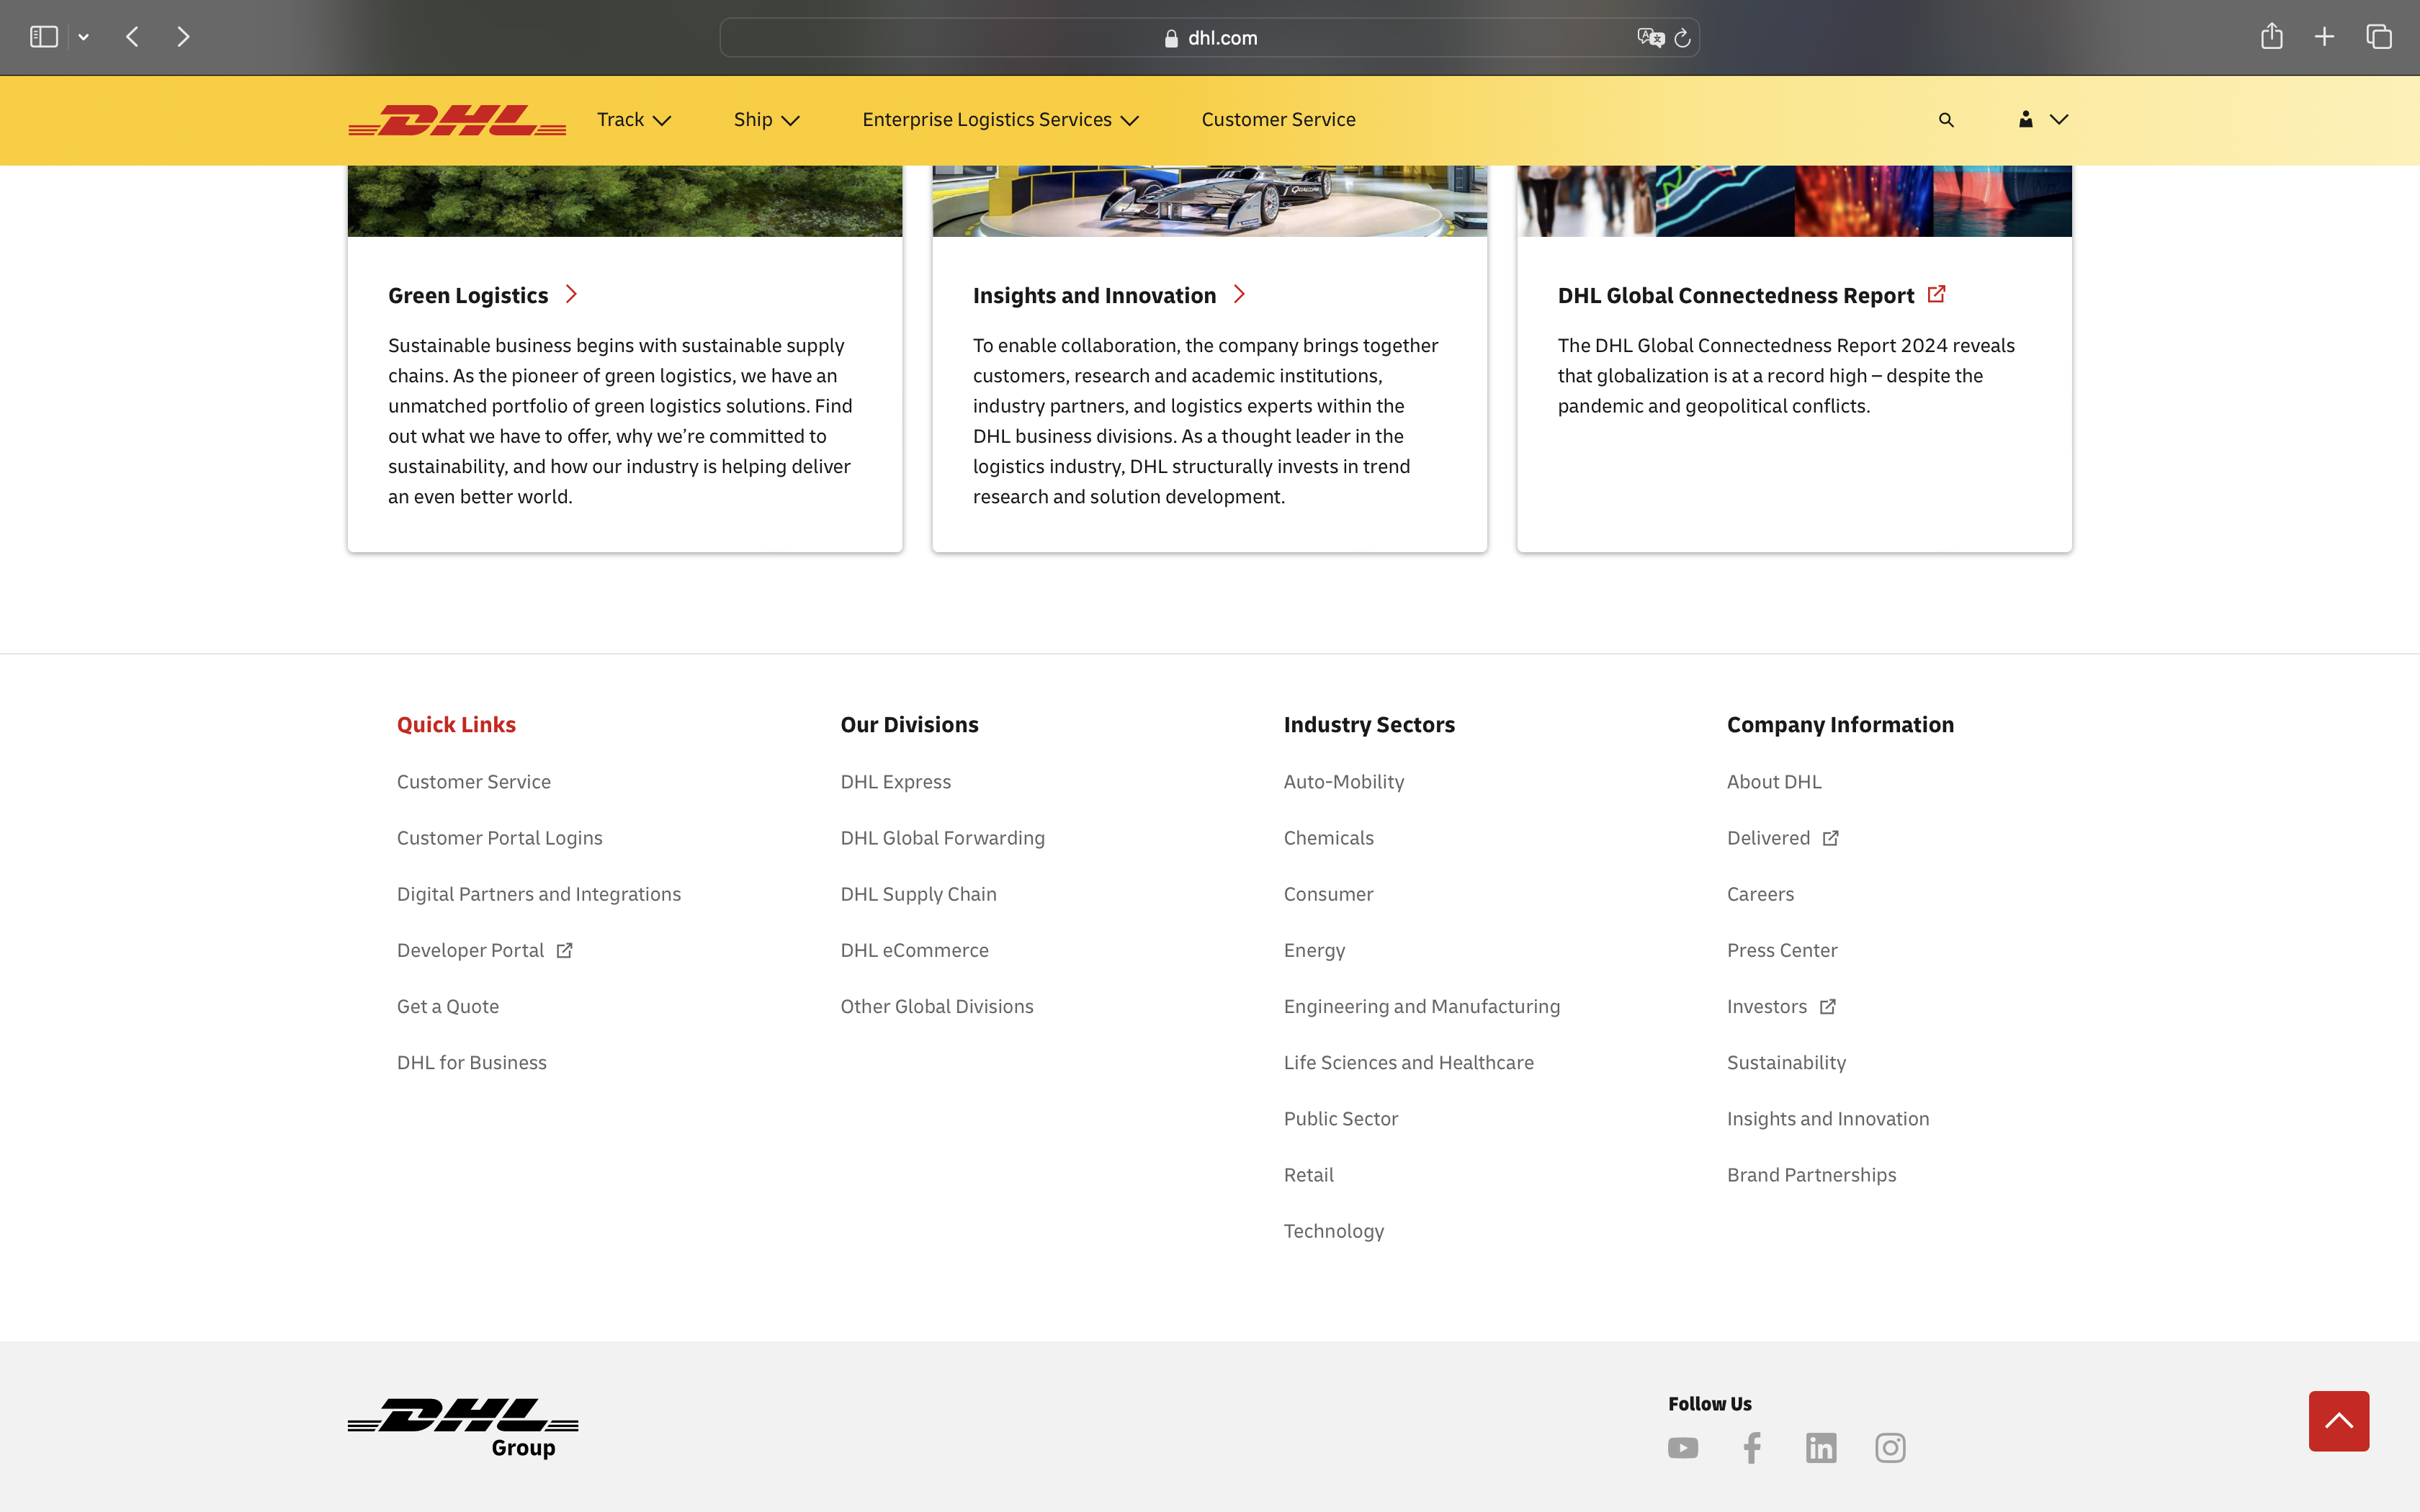 dhl.com
DHL
Track
Ship
Enterprise Logistics Services
Customer Service
QUALCOMM
Green Logistics
Sustainable business begins with sustainable supply
chains. As the pioneer of green logistics, we have an
unmatched portfolio of green logistics solutions. Find
out what we have to offer, why we’re committed to
sustainability, and how our industry is helping deliver
an even better world.
Insights and Innovation
To enable collaboration, the company brings together
customers, research and academic institutions,
industry partners, and logistics experts within the
DHL business divisions. As a thought leader in the
logistics industry, DHL structurally invests in trend
research and solution development.
DHL Global Connectedness Report
The DHL Global Connectedness Report 2024 reveals
that globalization is at a record high – despite the
pandemic and geopolitical conflicts.
Quick Links
Customer Service
Customer Portal Logins
Digital Partners and Integrations
Developer Portal
Get a Quote
DHL for Business
Our Divisions
DHL Express
DHL Global Forwarding
DHL Supply Chain
DHL eCommerce
Other Global Divisions
Industry Sectors
Auto-Mobility
Chemicals
Consumer
Energy
Engineering and Manufacturing
Life Sciences and Healthcare
Public Sector
Retail
Technology
Company Information
About DHL
Delivered
Careers
Press Center
Investors
Sustainability
Insights and Innovation
Brand Partnerships
DHL
Group
Follow Us